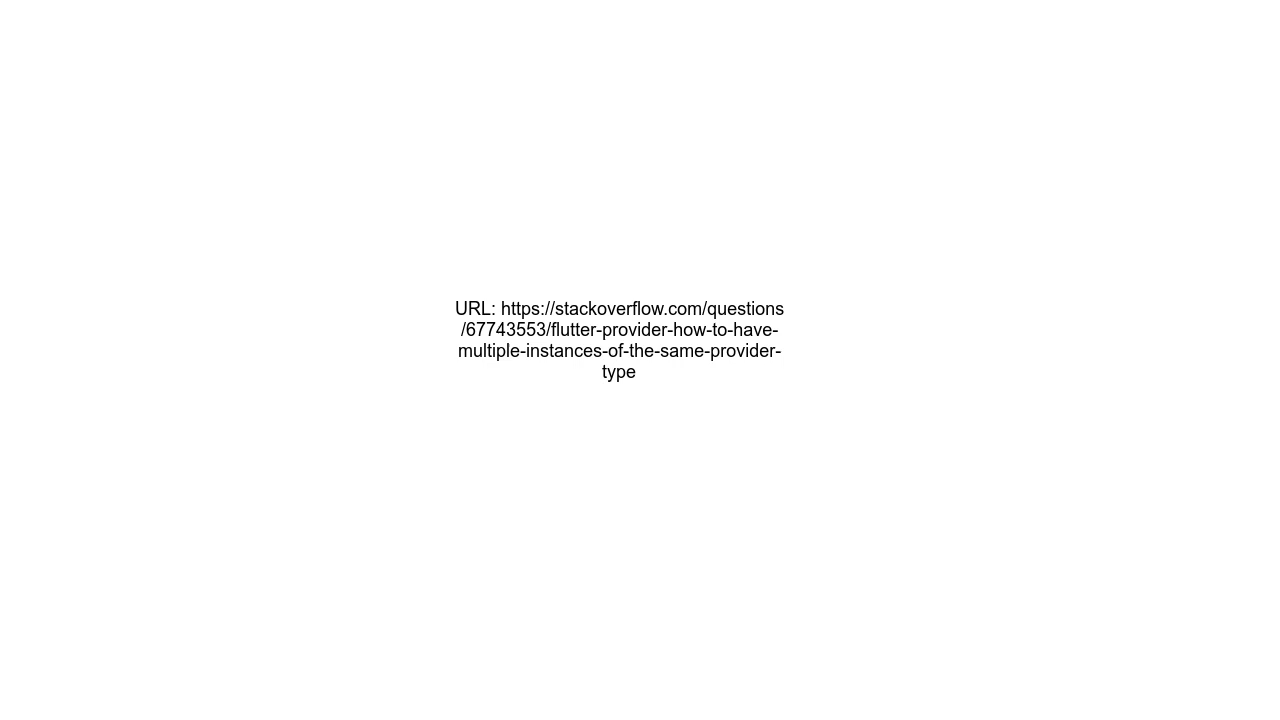 URL: https://stackoverflow.com/questions
/67743553/flutter-provider-how-to-have-
multiple-instances-of-the-same-provider-
type